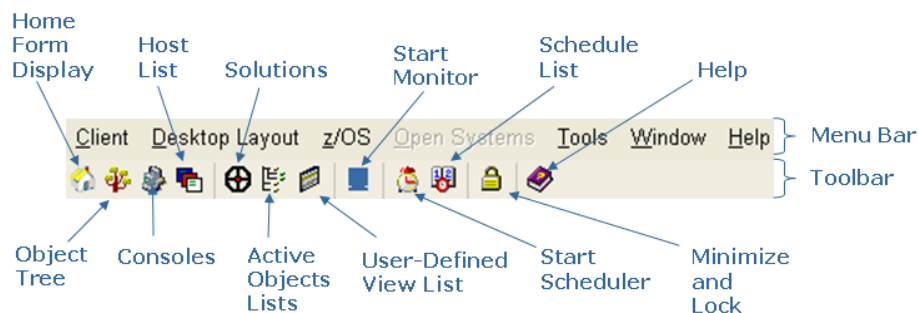 Home
Form
Display
Host
List
Solutions
Start
Monitor
Schedule
List
Help
Client Desktop Layout z/OS Open Systems Tools Window Help
Menu Bar
Toolbar
Object
Tree
Consoles
Active
Objects
Lists
User-Defined
View List
Start
Scheduler
Minimize
and
Lock